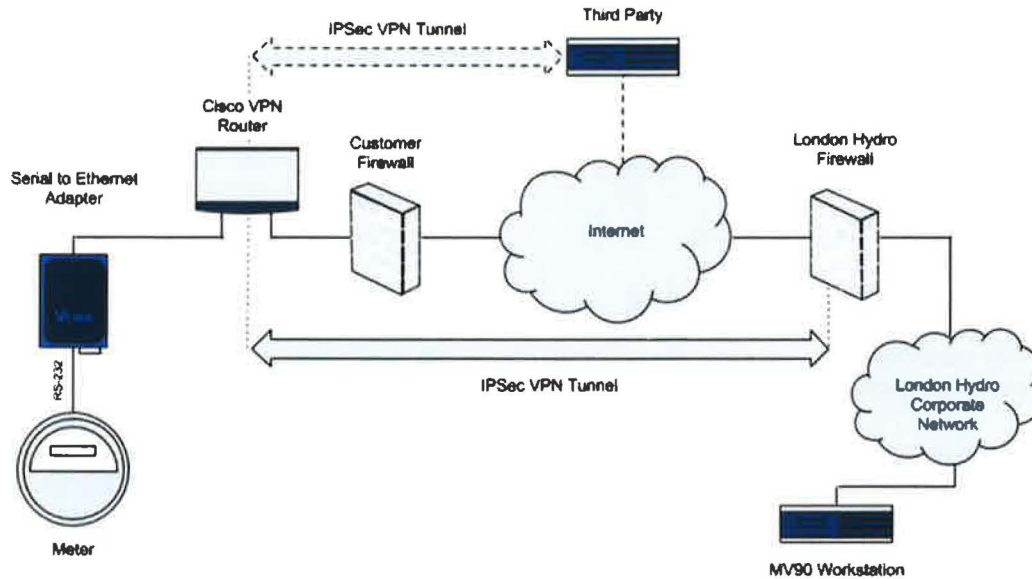 Third Party
IPSec VPN Tunnel
Cisco VPN
Router
Customer
Firewall
London Hydro
Firewall
Serial to Ethernet
Adapter
Internet
RS-232
IPSec VPN Tunnel
London Hydro
Corporate
Network
Meter
MV90 Workstation